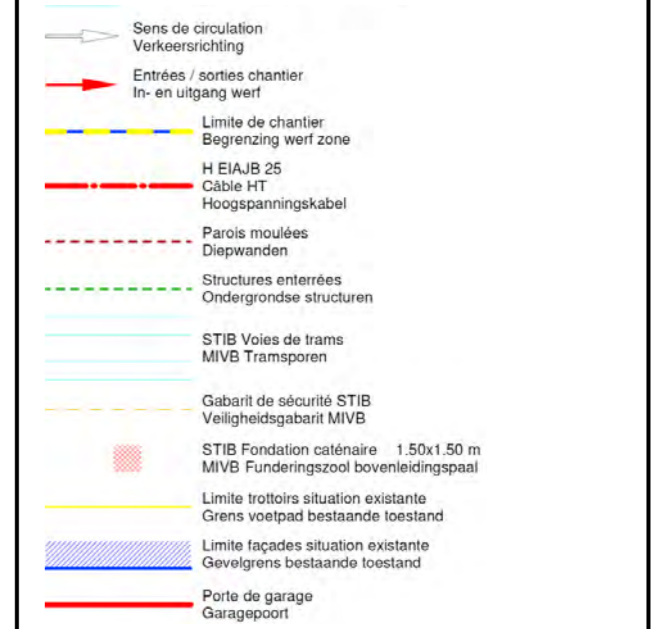 Sens de circulation
Verkeersrichting
Entrées / sorties chantier
In- en uitgang werf
Limite de chantier
Begrenzing werf zone
H EIAJB 25
Câble HT
Hoogspanningskabel
Parois moulées
Diepwanden
Structures enterrées
Ondergrondse structuren
STIB Voies de trams
MIVB Tramsporen
Gabarit de sécurité STIB
Veiligheidsgabarit MIVB
STIB Fondation caténaire 1.50x1.50 m
MIVB Funderingszool bovenleidingspaal
Limite trottoirs situation existante
Grens voetpad bestaande toestand
Limite façades situation existante
Gevelgrens bestaande toestand
Porte de garage
Garagepoort